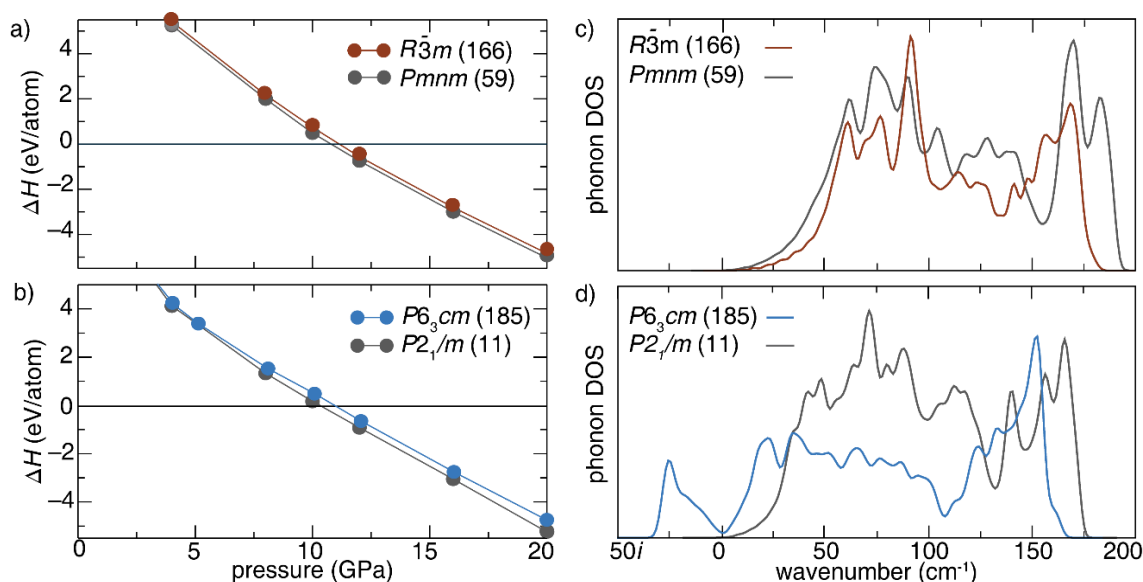 a)
ΔH (eV/atom)
4
2
0
−2
−4
R3̄m (166)
Pmnm (59)
b)
ΔH (eV/atom)
4
2
0
−2
−4
P6₃cm (185)
P2₁/m (11)
0 5 10 15 20
pressure (GPa)
c)
phonon DOS
R3̄m (166)
Pmnm (59)
d)
phonon DOS
P6₃cm (185)
P2₁/m (11)
50i 0 50 100 150 200
wavenumber (cm⁻¹)